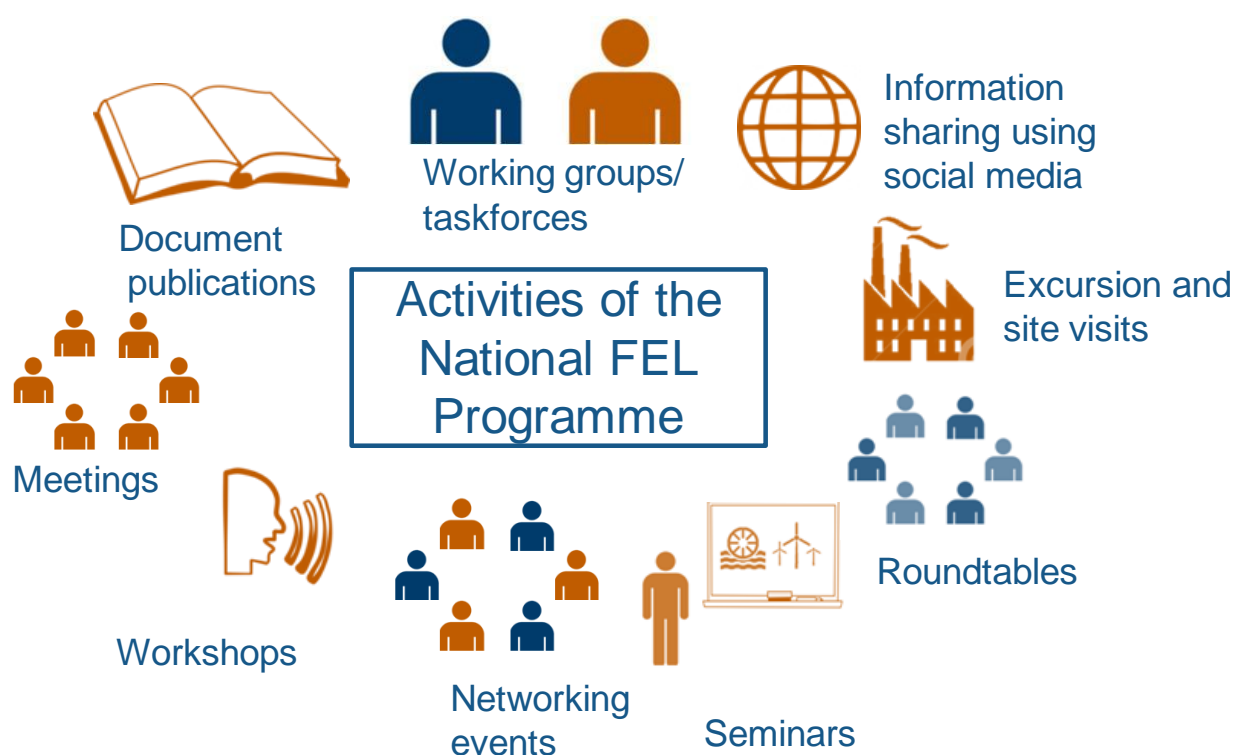 Working groups/
taskforces
Information
sharing using
social media
Document
publications
Excursion and
site visits
Activities of the
National FEL
Programme
Meetings
Roundtables
Workshops
Networking
events
Seminars